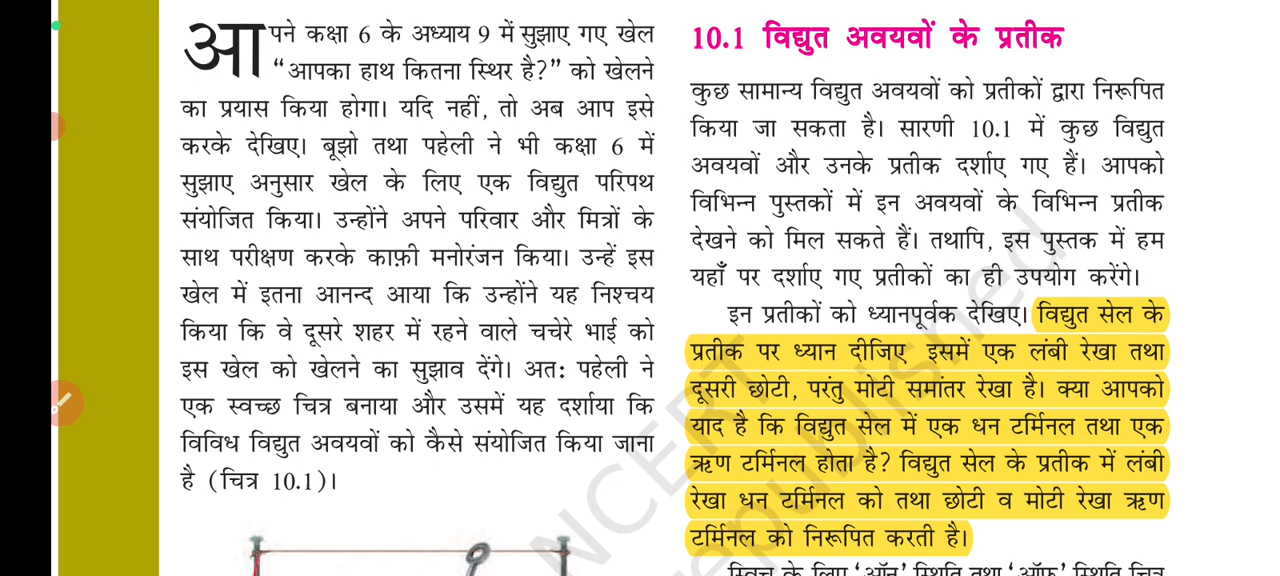 आपने कक्षा 6 के अध्याय 9 में सुझाए गए खेल
“आपका हाथ कितना स्थिर है?” को खेलने
का प्रयास किया होगा। यदि नहीं, तो अब आप इसे
करके देखिए। बूझो तथा पहेली ने भी कक्षा 6 में
सुझाए अनुसार खेल के लिए एक विद्युत परिपथ
संयोजित किया। उन्होंने अपने परिवार और मित्रों के
साथ परीक्षण करके काफ़ी मनोरंजन किया। उन्हें इस
खेल में इतना आनन्द आया कि उन्होंने यह निश्चय
किया कि वे दूसरे शहर में रहने वाले चचेरे भाई को
इस खेल को खेलने का सुझाव देंगे। अतः पहेली ने
एक स्वच्छ चित्र बनाया और उसमें यह दर्शाया कि
विविध विद्युत अवयवों को कैसे संयोजित किया जाना
है (चित्र 10.1)।
10.1 विद्युत अवयवों के प्रतीक
कुछ सामान्य विद्युत अवयवों को प्रतीकों द्वारा निरूपित
किया जा सकता है। सारणी 10.1 में कुछ विद्युत
अवयवों और उनके प्रतीक दर्शाए गए हैं। आपको
विभिन्न पुस्तकों में इन अवयवों के विभिन्न प्रतीक
देखने को मिल सकते हैं। तथापि, इस पुस्तक में हम
यहाँ पर दर्शाए गए प्रतीकों का ही उपयोग करेंगे।
इन प्रतीकों को ध्यानपूर्वक देखिए। विद्युत सेल के
प्रतीक पर ध्यान दीजिए इसमें एक लंबी रेखा तथा
दूसरी छोटी, परंतु मोटी समांतर रेखा है। क्या आपको
याद है कि विद्युत सेल में एक धन टर्मिनल तथा एक
ऋण टर्मिनल होता है? विद्युत सेल के प्रतीक में लंबी
रेखा धन टर्मिनल को तथा छोटी व मोटी रेखा ऋण
टर्मिनल को निरूपित करती है।
स्विच के लिए ‘ऑन’ स्थिति तथा ‘ऑफ’ स्थिति चित्र
NCERT
republished